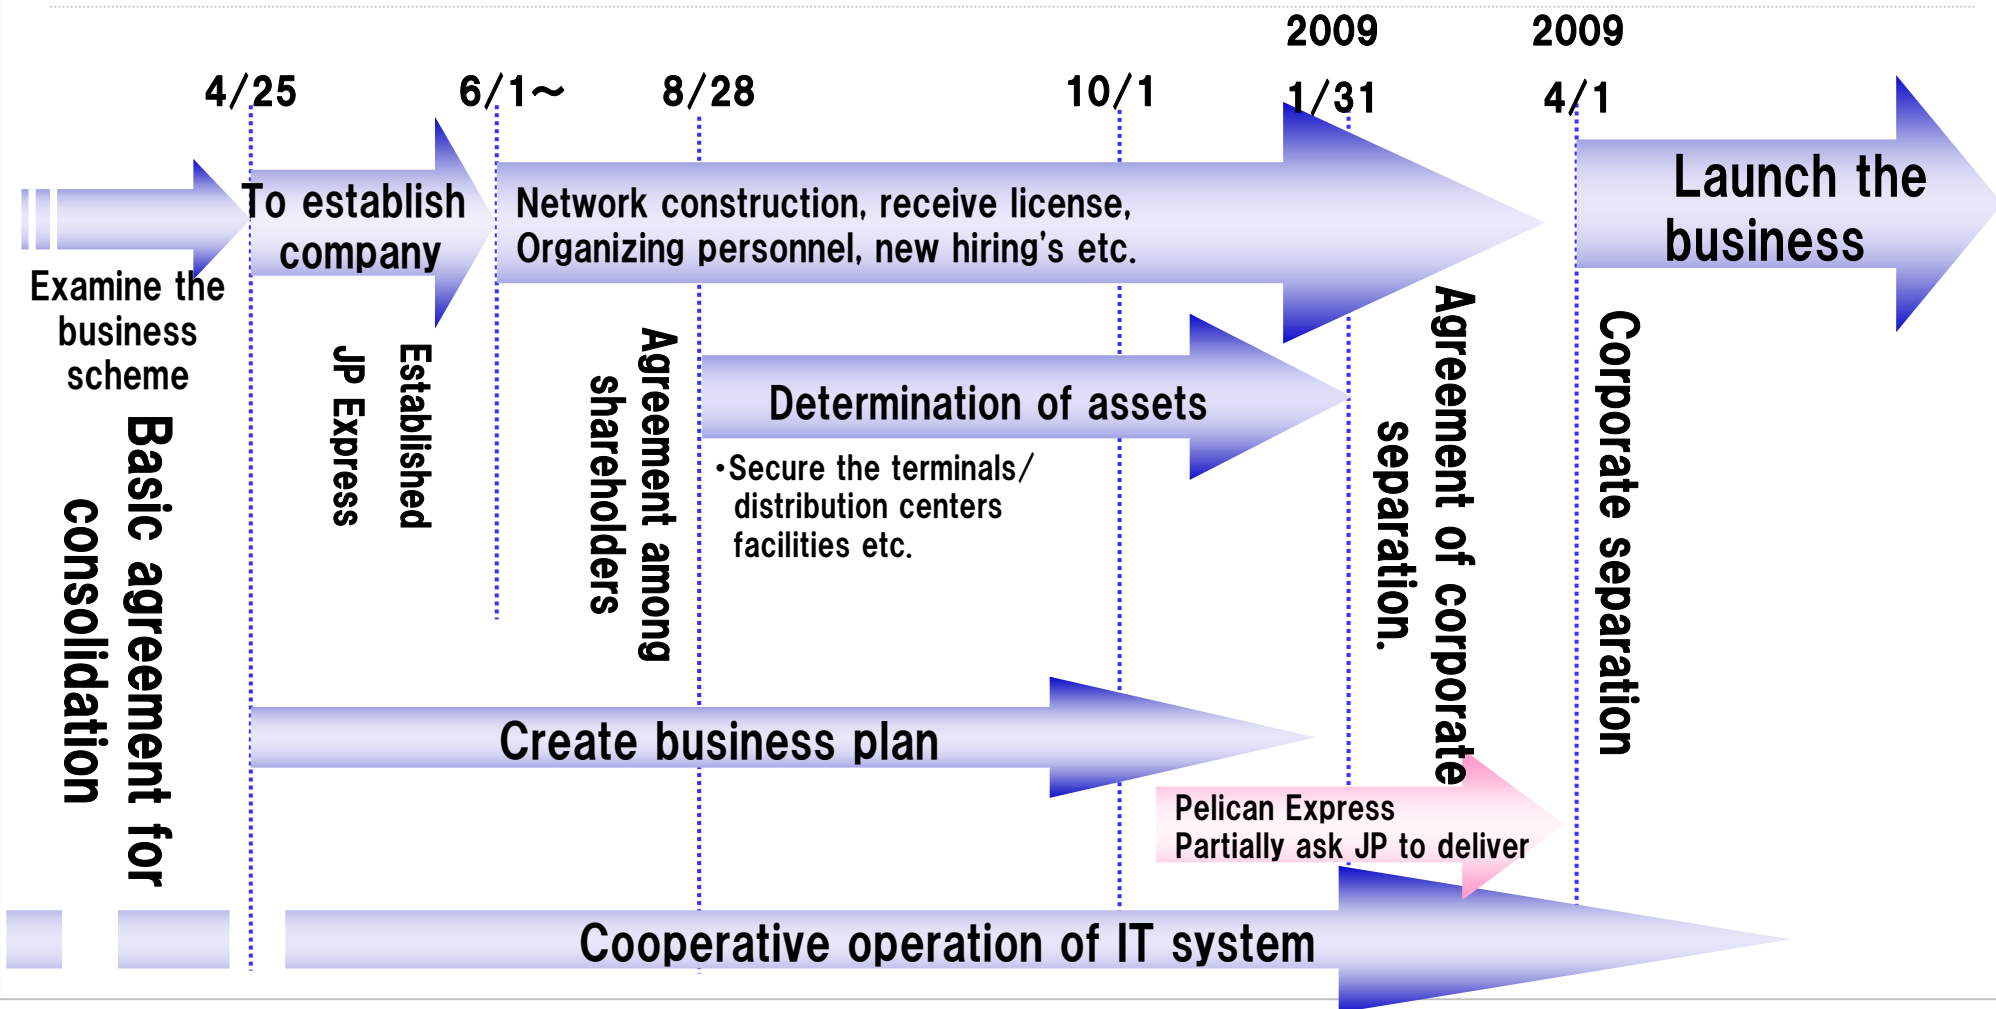 2009
2009
4/25
6/1～
8/28
10/1
1/31
4/1
To establish
company
Network construction, receive license,
Organizing personnel, new hiring's etc.
Launch the
business
Examine the
business
scheme
Basic agreement for
consolidation
Established
JP Express
Agreement among
shareholders
Determination of assets
・Secure the terminals/
distribution centers
facilities etc.
Agreement of corporate
separation.
Corporate separation
Create business plan
Pelican Express
Partially ask JP to deliver
Cooperative operation of IT system